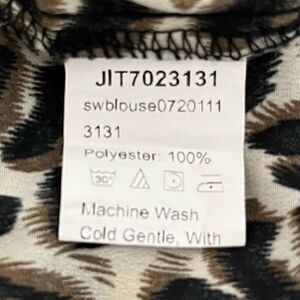 JIT7023131
swblouse0720111
3131
Polyester: 100%
30°
Machine Wash
Cold Gentle, With